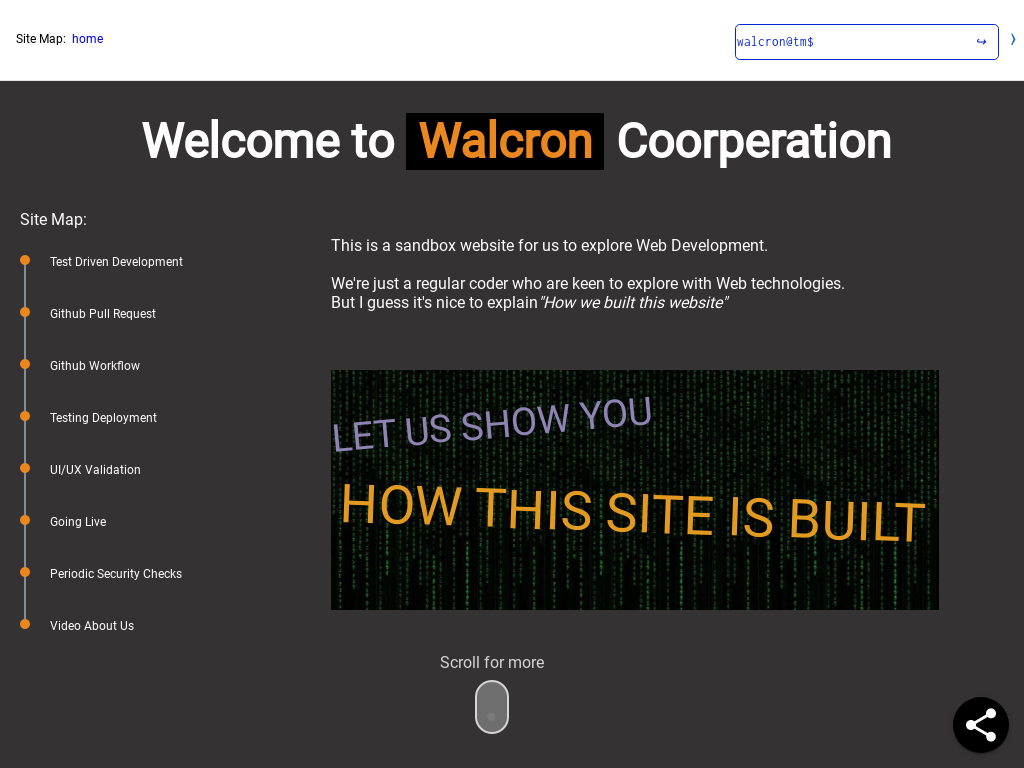 Site Map: home
walcron@tm$
Welcome to Walcron Coorperation
Site Map:
Test Driven Development
Github Pull Request
Github Workflow
Testing Deployment
UI/UX Validation
Going Live
Periodic Security Checks
Video About Us
This is a sandbox website for us to explore Web Development.
We're just a regular coder who are keen to explore with Web technologies.
But I guess it's nice to explain "How we built this website"
LET US SHOW YOU
HOW THIS SITE IS BUILT
Scroll for more